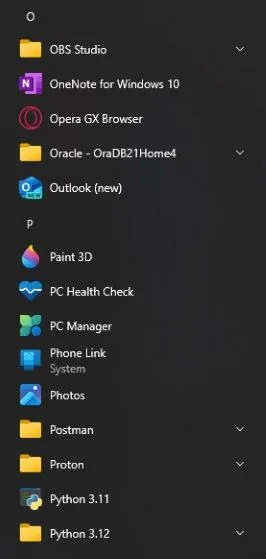 O
OBS Studio
OneNote for Windows 10
Opera GX Browser
Oracle - OraDB21Home4
NEW
Outlook (new)
P
Paint 3D
PC Health Check
PC Manager
Phone Link
System
Photos
Postman
Proton
Python 3.11
Python 3.12